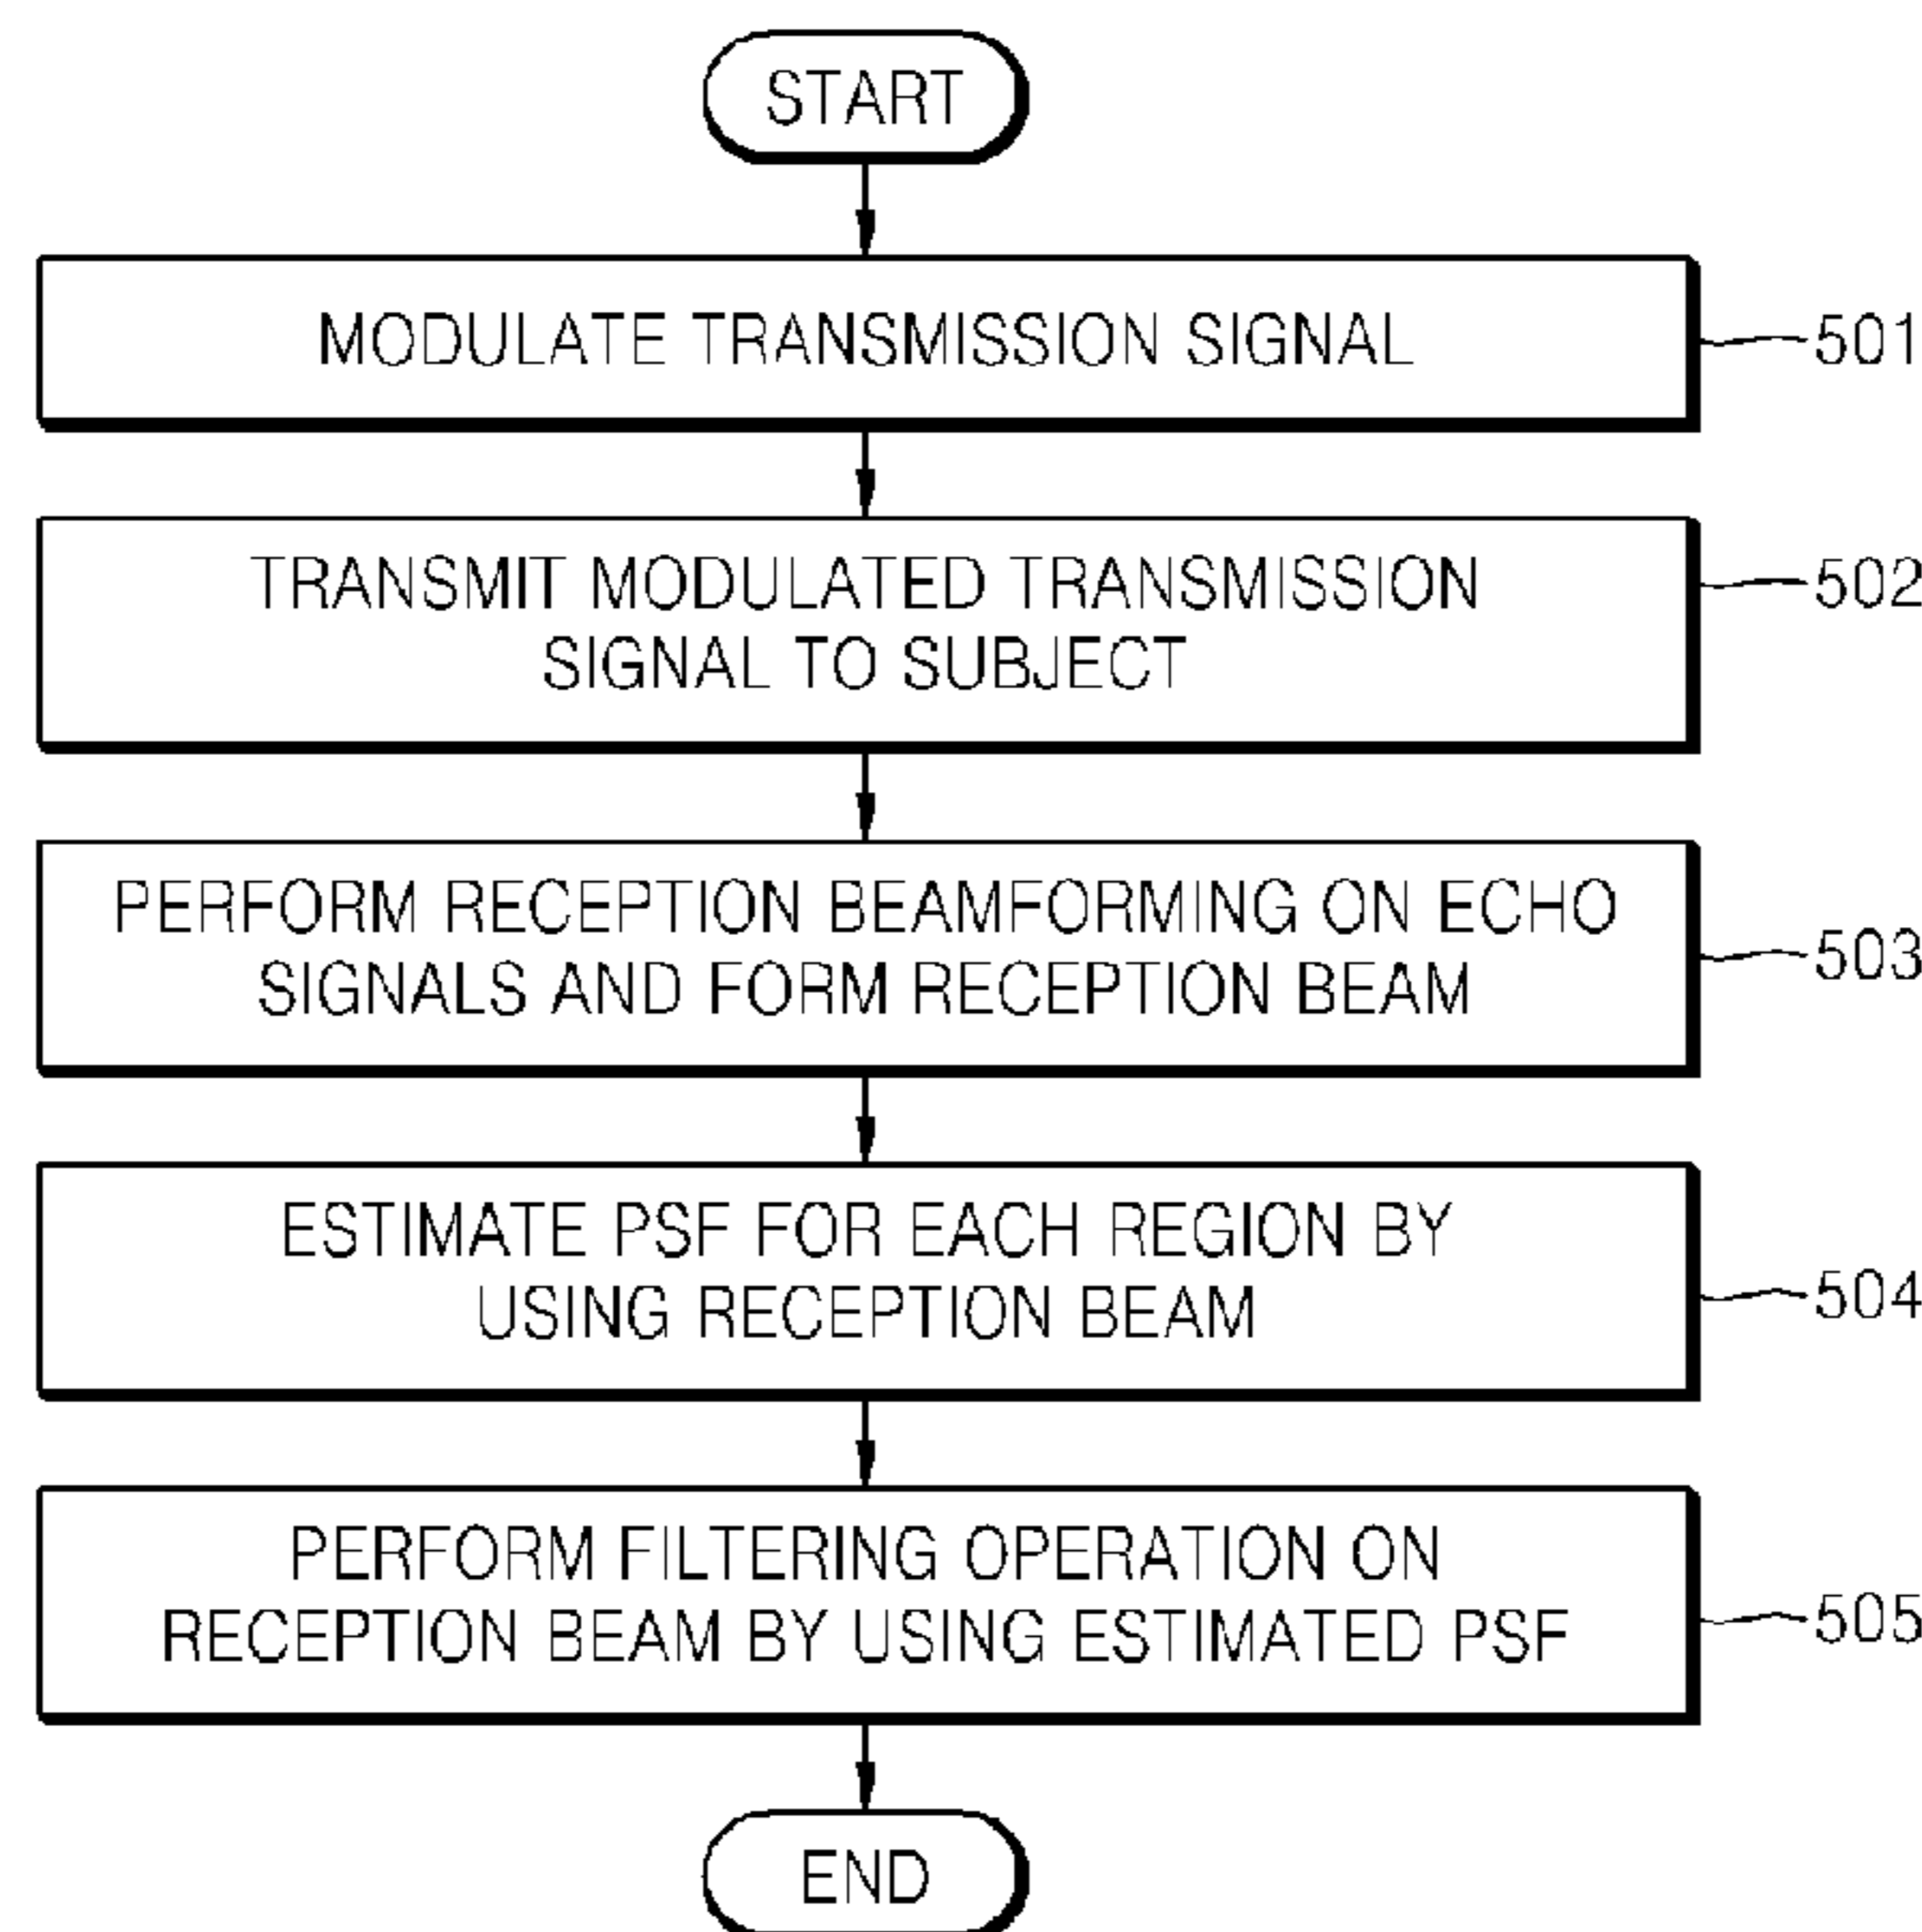 START
MODULATE TRANSMISSION SIGNAL
501
TRANSMIT MODULATED TRANSMISSION
SIGNAL TO SUBJECT
502
PERFORM RECEPTION BEAMFORMING ON ECHO
SIGNALS AND FORM RECEPTION BEAM
503
ESTIMATE PSF FOR EACH REGION BY
USING RECEPTION BEAM
504
PERFORM FILTERING OPERATION ON
RECEPTION BEAM BY USING ESTIMATED PSF
505
END